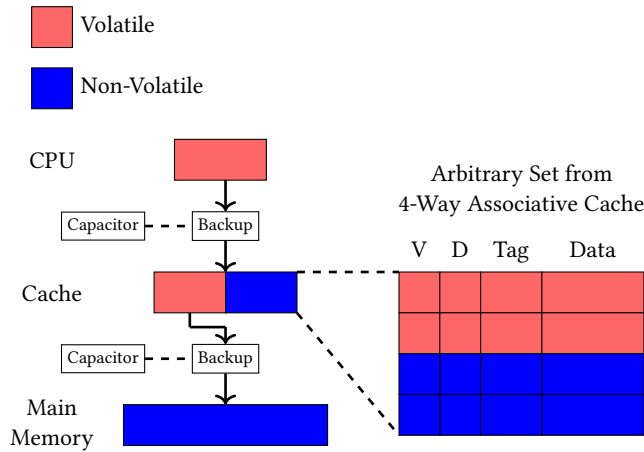 Volatile
Non-Volatile
CPU
Capacitor
Backup
Cache
Capacitor
Backup
Main
Memory
Arbitrary Set from
4-Way Associative Cache
V D Tag Data